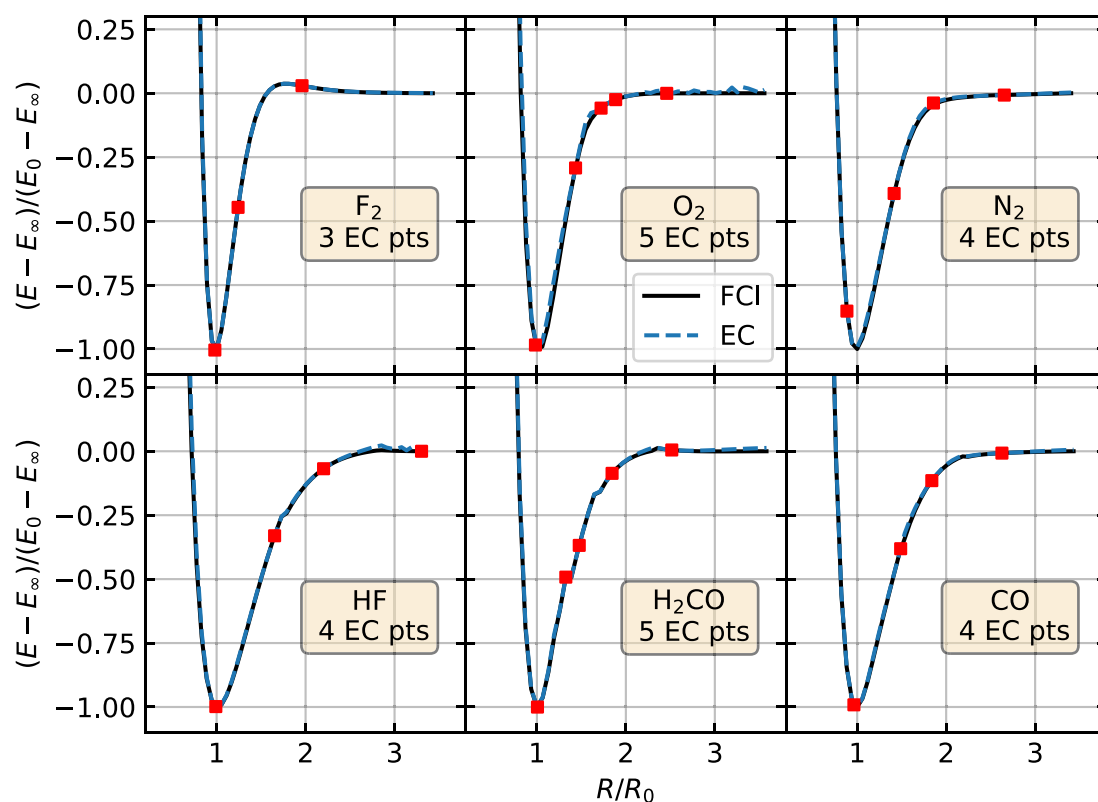 0.25
0.00
−0.25
−0.50
−0.75
−1.00
(E − E∞)/(E₀ − E∞)
F₂
3 EC pts
O₂
5 EC pts
FCI
EC
N₂
4 EC pts
0.25
0.00
−0.25
−0.50
−0.75
−1.00
(E − E∞)/(E₀ − E∞)
HF
4 EC pts
H₂CO
5 EC pts
CO
4 EC pts
1 2 3
1 2 3
1 2 3
R/R₀